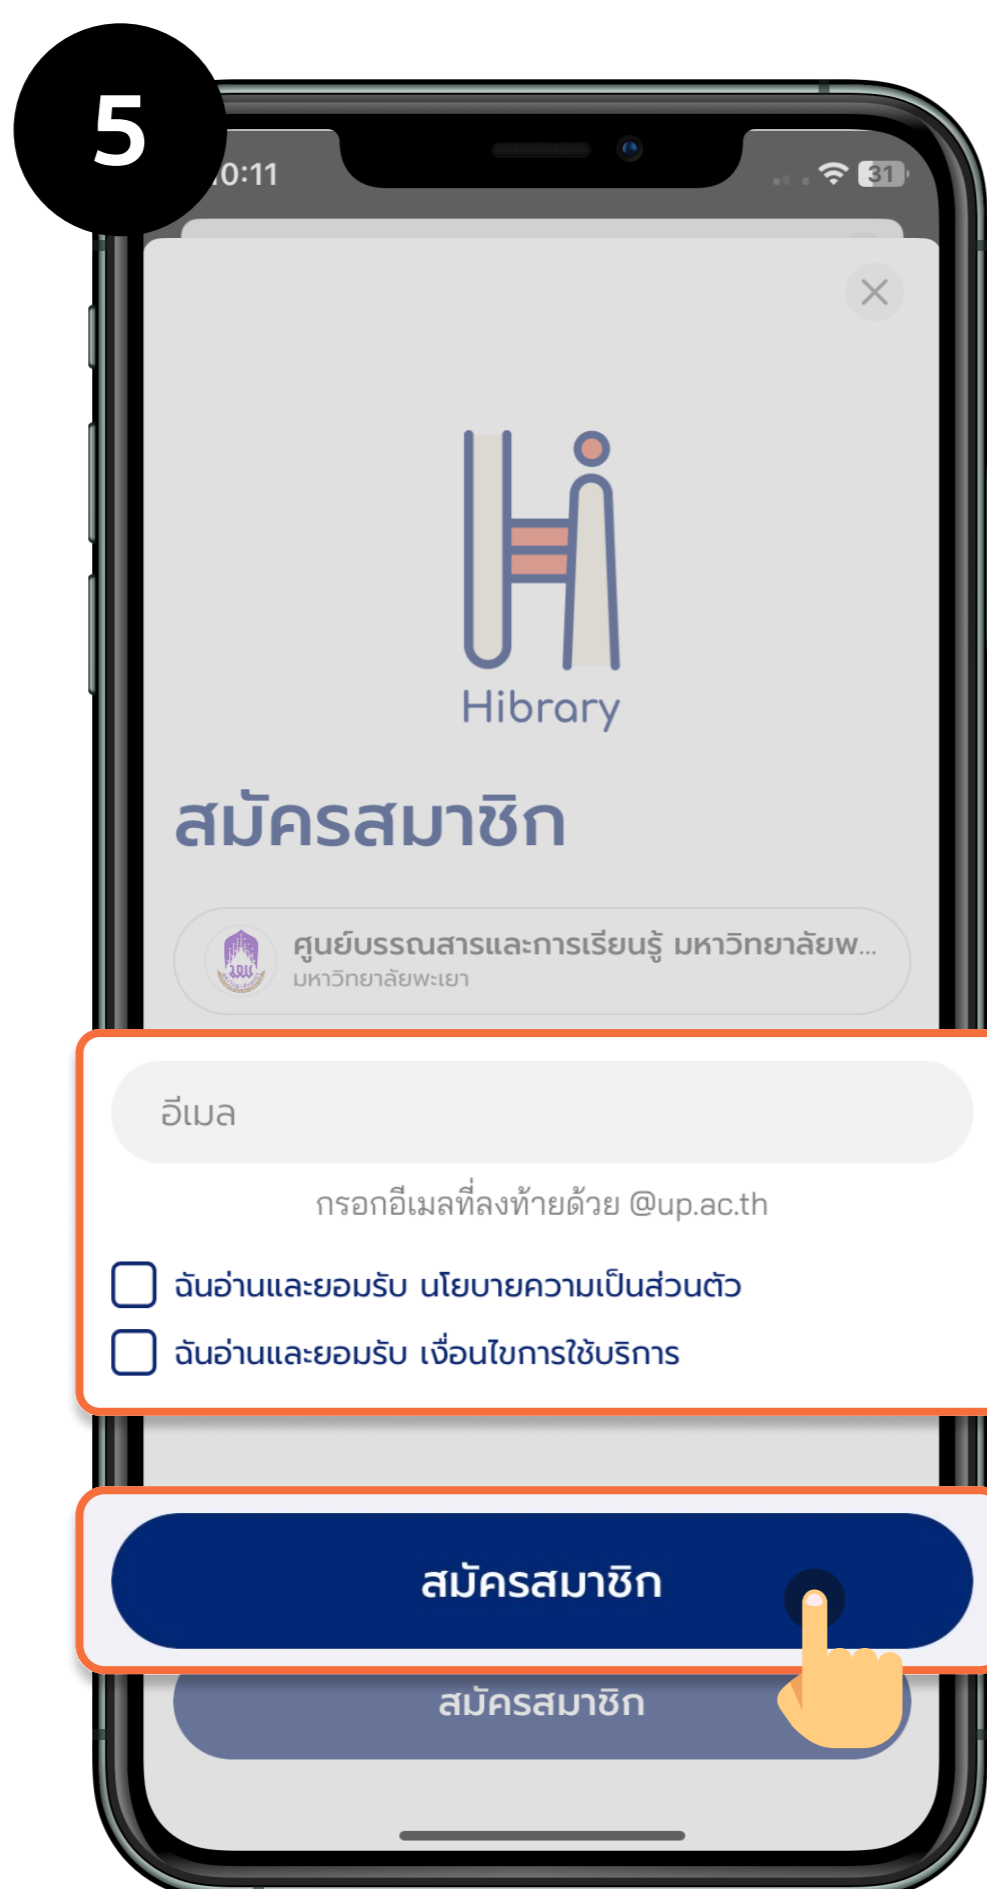 5
0:11
31
Hibrary
สมัครสมาชิก
ศูนย์บรรณสารและการเรียนรู้ มหาวิทยาลัยพ...
มหาวิทยาลัยพะเยา
อีเมล
กรอกอีเมลที่ลงท้ายด้วย @up.ac.th
ฉันอ่านและยอมรับ นโยบายความเป็นส่วนตัว
ฉันอ่านและยอมรับ เงื่อนไขการใช้บริการ
สมัครสมาชิก
สมัครสมาชิก